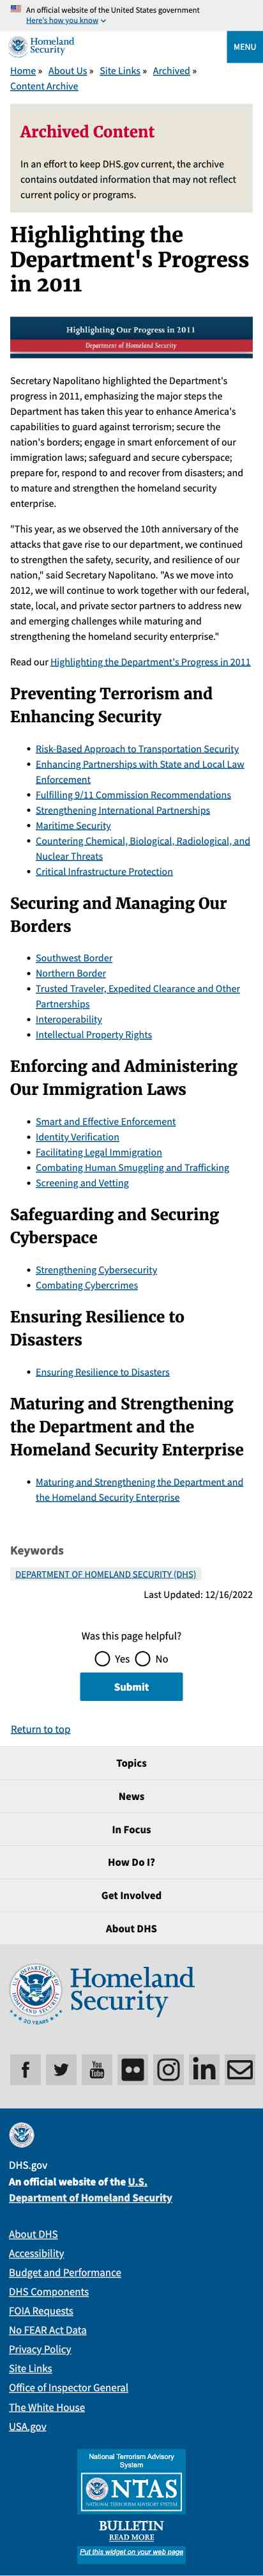 An official website of the United States government
Here's how you know
Homeland
Security
MENU
Home » About Us » Site Links » Archived »
Content Archive
Archived Content
In an effort to keep DHS.gov current, the archive
contains outdated information that may not reflect
current policy or programs.
Highlighting the
Department's Progress
in 2011
Highlighting Our Progress in 2011
Department of Homeland Security
Secretary Napolitano highlighted the Department's
progress in 2011, emphasizing the major steps the
Department has taken this year to enhance America's
capabilities to guard against terrorism; secure the
nation's borders; engage in smart enforcement of our
immigration laws; safeguard and secure cyberspace;
prepare for, respond to and recover from disasters; and
to mature and strengthen the homeland security
enterprise.
"This year, as we observed the 10th anniversary of the
attacks that gave rise to our department, we continued
to strengthen the safety, security, and resilience of our
nation," said Secretary Napolitano. "As we move into
2012, we will continue to work together with our federal,
state, local, and private sector partners to address new
and emerging challenges while maturing and
strengthening the homeland security enterprise."
Read our Highlighting the Department's Progress in 2011
Preventing Terrorism and
Enhancing Security
• Risk-Based Approach to Transportation Security
• Enhancing Partnerships with State and Local Law
Enforcement
• Fulfilling 9/11 Commission Recommendations
• Strengthening International Partnerships
• Maritime Security
• Countering Chemical, Biological, Radiological, and
Nuclear Threats
• Critical Infrastructure Protection
Securing and Managing Our
Borders
• Southwest Border
• Northern Border
• Trusted Traveler, Expedited Clearance and Other
Partnerships
• Interoperability
• Intellectual Property Rights
Enforcing and Administering
Our Immigration Laws
• Smart and Effective Enforcement
• Identity Verification
• Facilitating Legal Immigration
• Combating Human Smuggling and Trafficking
• Screening and Vetting
Safeguarding and Securing
Cyberspace
• Strengthening Cybersecurity
• Combating Cybercrimes
Ensuring Resilience to
Disasters
• Ensuring Resilience to Disasters
Maturing and Strengthening
the Department and the
Homeland Security Enterprise
• Maturing and Strengthening the Department and
the Homeland Security Enterprise
Keywords
DEPARTMENT OF HOMELAND SECURITY (DHS)
Last Updated: 12/16/2022
Was this page helpful?
Yes No
Submit
Return to top
Topics
News
In Focus
How Do I?
Get Involved
About DHS
Homeland
Security
20 YEARS
You
Tube
DHS.gov
An official website of the U.S.
Department of Homeland Security
About DHS
Accessibility
Budget and Performance
DHS Components
FOIA Requests
No FEAR Act Data
Privacy Policy
Site Links
Office of Inspector General
The White House
USA.gov
National Terrorism Advisory
System
NTAS
NATIONAL TERRORISM ADVISORY SYSTEM
BULLETIN
READ MORE
Put this widget on your web page